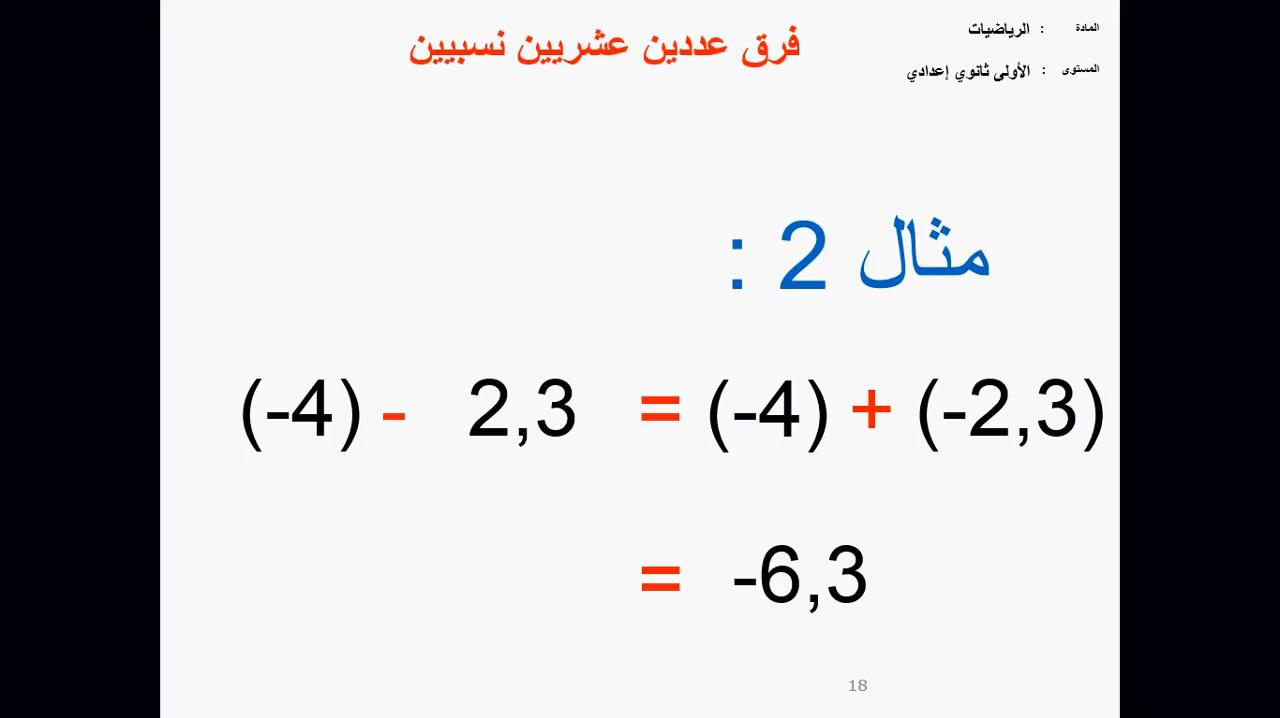 المادة : الرياضيات
المستوى : الأولى ثانوي إعدادي
فرق عددين عشريين نسبيين
مثال 2 :
(-4) - 2,3 = (-4) + (-2,3)
= -6,3
18